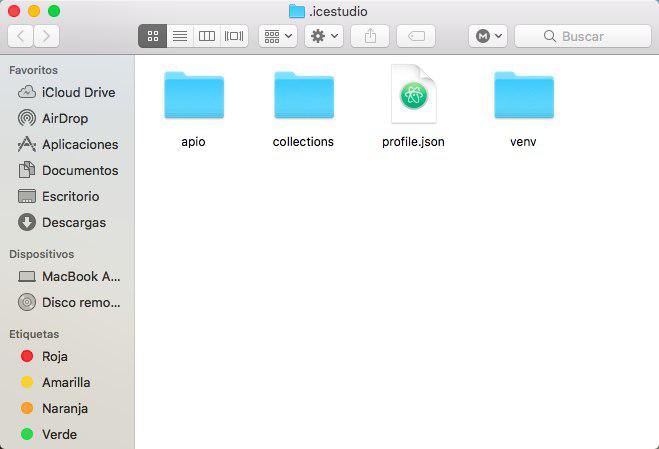 .icestudio
Buscar
Favoritos
iCloud Drive
AirDrop
Aplicaciones
Documentos
Escritorio
Descargas
Dispositivos
MacBook A...
Disco remo...
Etiquetas
Roja
Amarilla
Naranja
Verde
apio
collections
profile.json
venv